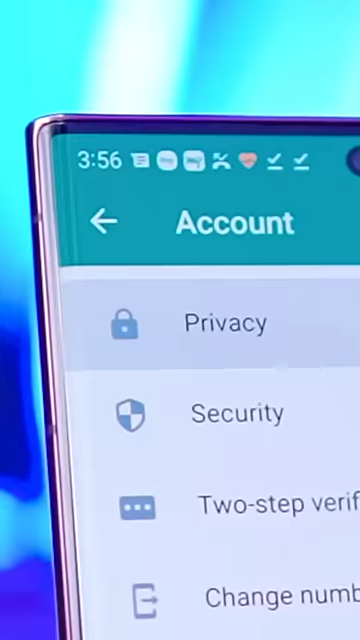 3:56
Account
Privacy
Security
Two-step verif
Change numb